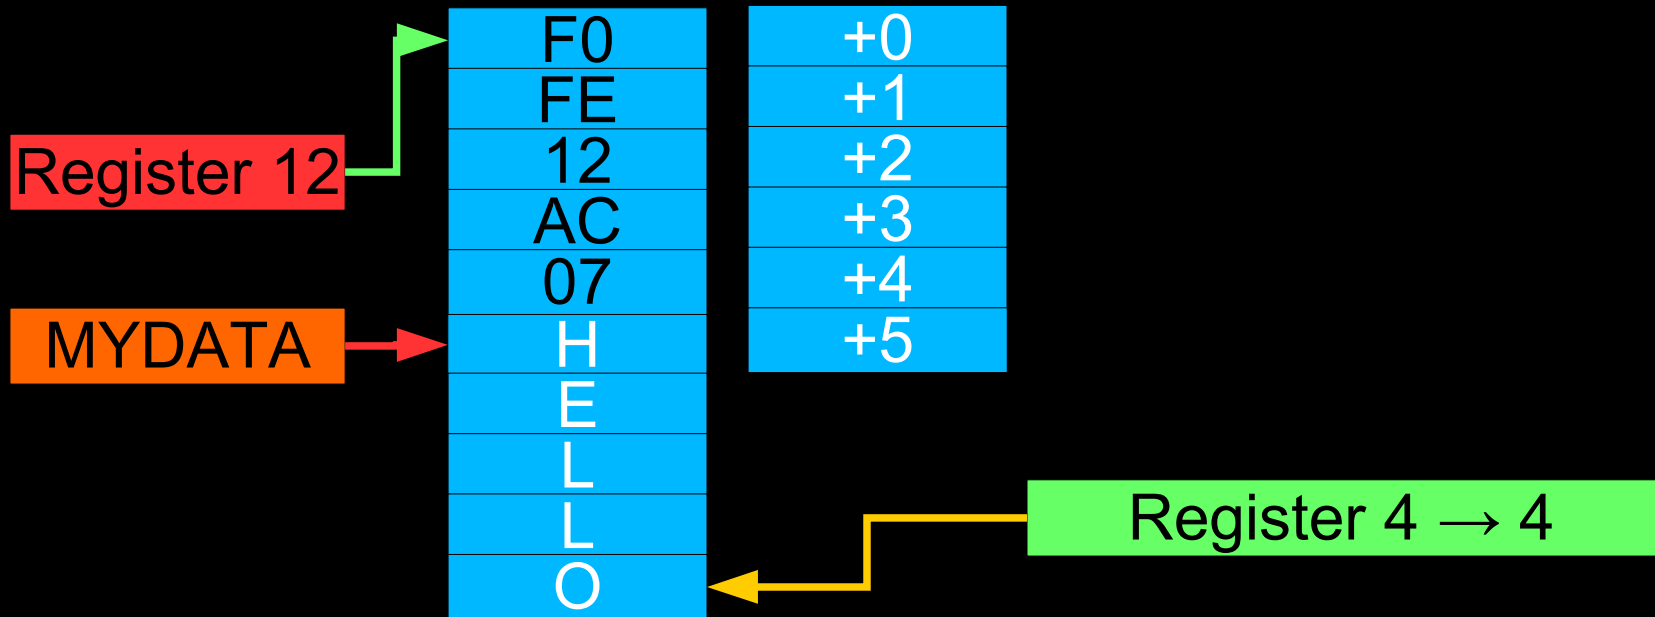 F0
FE
12
AC
07
H
E
L
L
O
+0
+1
+2
+3
+4
+5
Register 12
MYDATA
Register 4 → 4